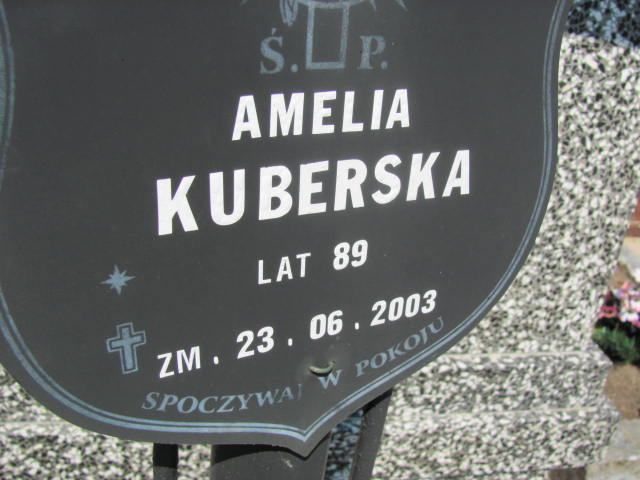 Ś. P.
AMELIA
KUBERSKA
LAT 89
ZM. 23. 06. 2003
SPOCZYWAJ W POKOJU